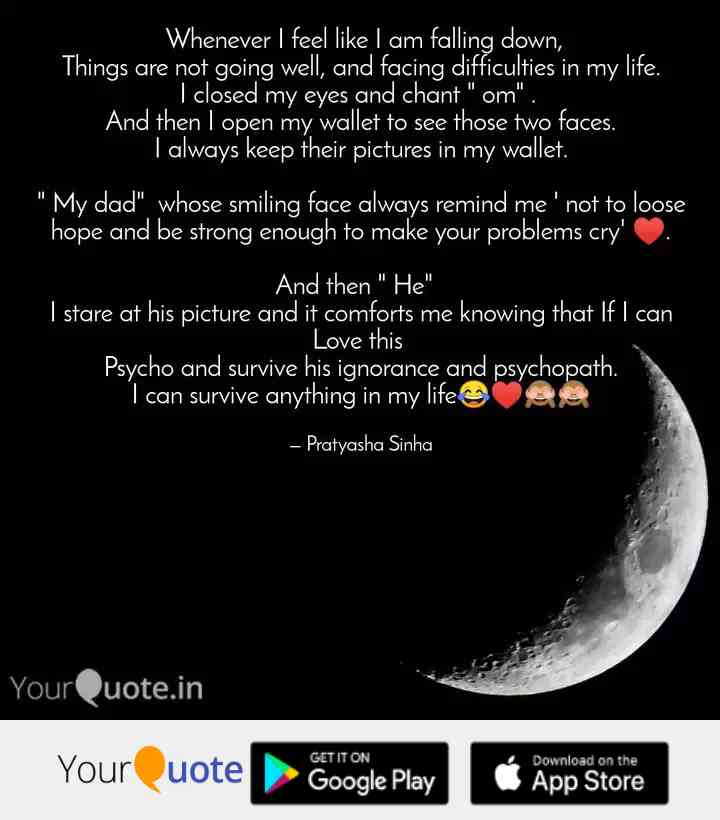 Whenever I feel like I am falling down,
Things are not going well, and facing difficulties in my life.
I closed my eyes and chant " om" .
And then I open my wallet to see those two faces.
I always keep their pictures in my wallet.
" My dad"  whose smiling face always remind me ' not to loose
hope and be strong enough to make your problems cry' ♥️.
And then " He"
I stare at his picture and it comforts me knowing that If I can
Love this
Psycho and survive his ignorance and psychopath.
I can survive anything in my life😂♥️🙈🙈
– Pratyasha Sinha
YourQuote.in
YourQuote
GET IT ON
Google Play
Download on the
App Store